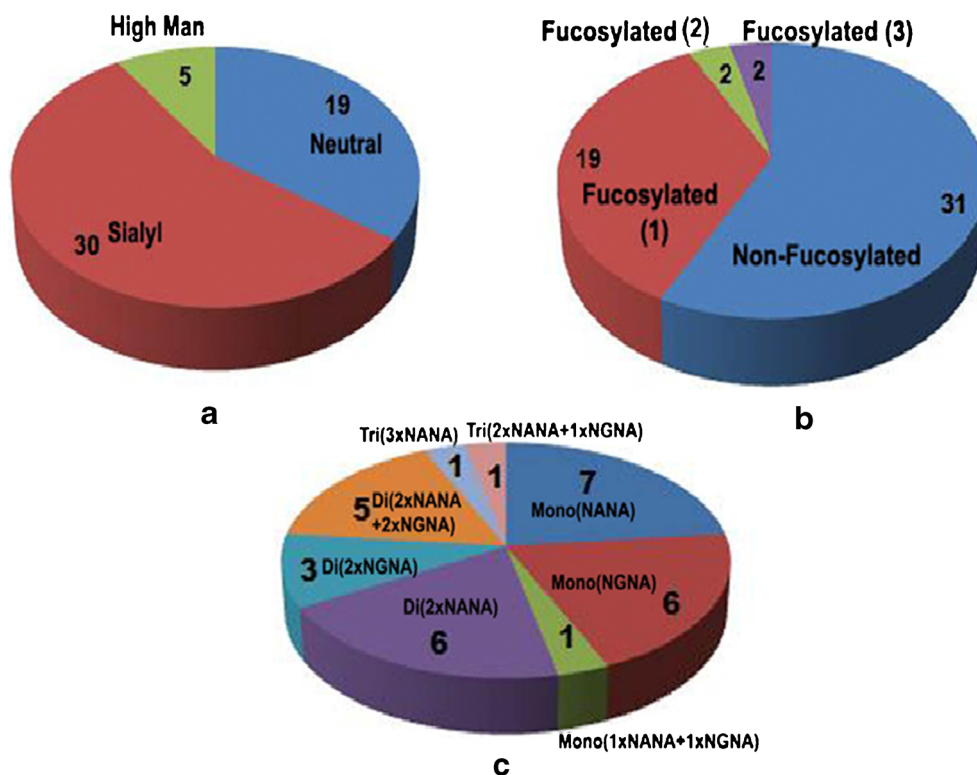 High Man
5
19
Neutral
30 Sialyl
a
Fucosylated (2)
Fucosylated (3)
2
2
19
Fucosylated
(1)
31
Non-Fucosylated
b
Tri(3xNANA)
Tri(2xNANA+1xNGNA)
1
1
7
Mono(NANA)
5 Di(2xNANA
+2xNGNA)
3 Di(2xNGNA)
Mono(NGNA)
6
Di(2xNANA)
6
1
Mono(1xNANA+1xNGNA)
c